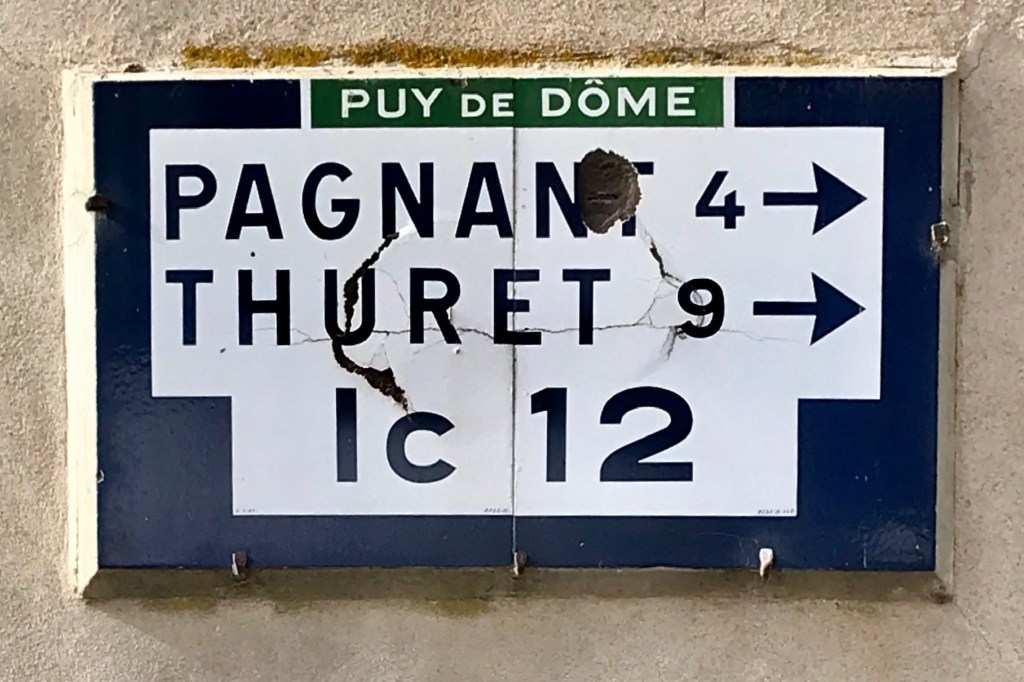 PUY DE DÔME
PAGNANT 4
THURET 9
Ic 12